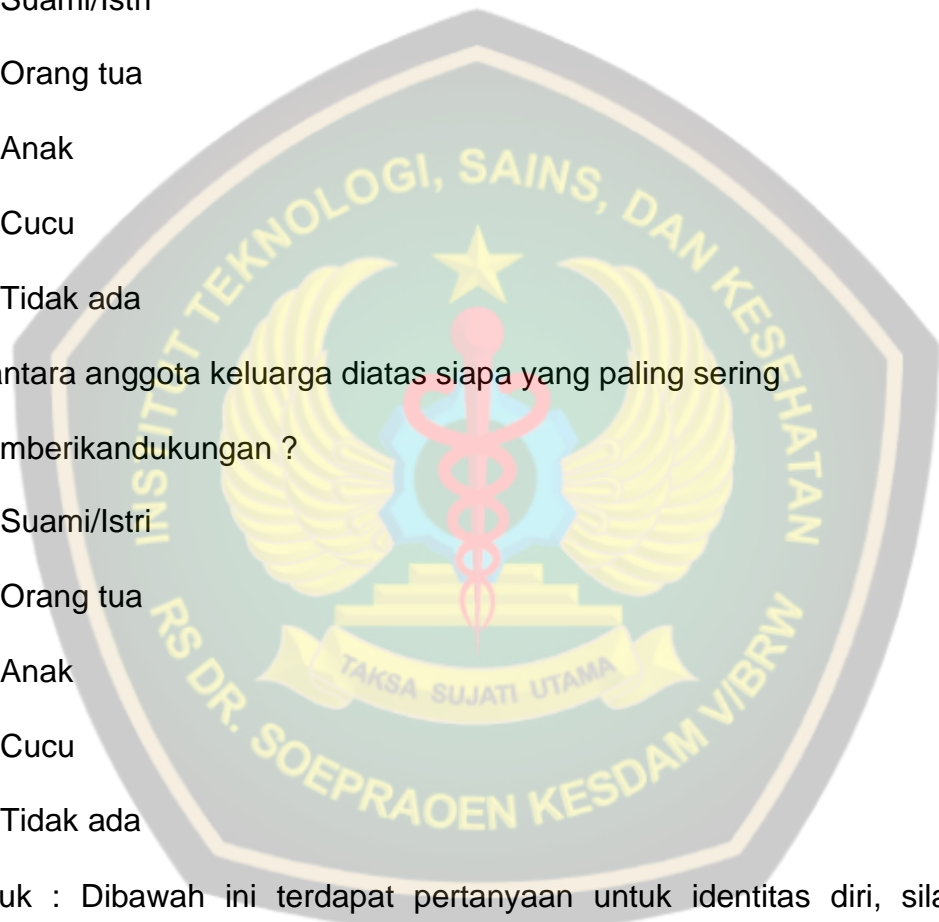 Suami/Istri
Orang tua
Anak
Cucu
Tidak ada
antara anggota keluarga diatas siapa yang paling sering
mberikandukungan ?
Suami/Istri
Orang tua
Anak
Cucu
Tidak ada
uk : Dibawah ini terdapat pertanyaan untuk identitas diri, sila
INSTITUT TEKNOLOGI, SAINS, DAN KESEHATAN
TAKSA SUJATI UTAMA
RS DR. SOEPRAOEN KESDAM V/BRW